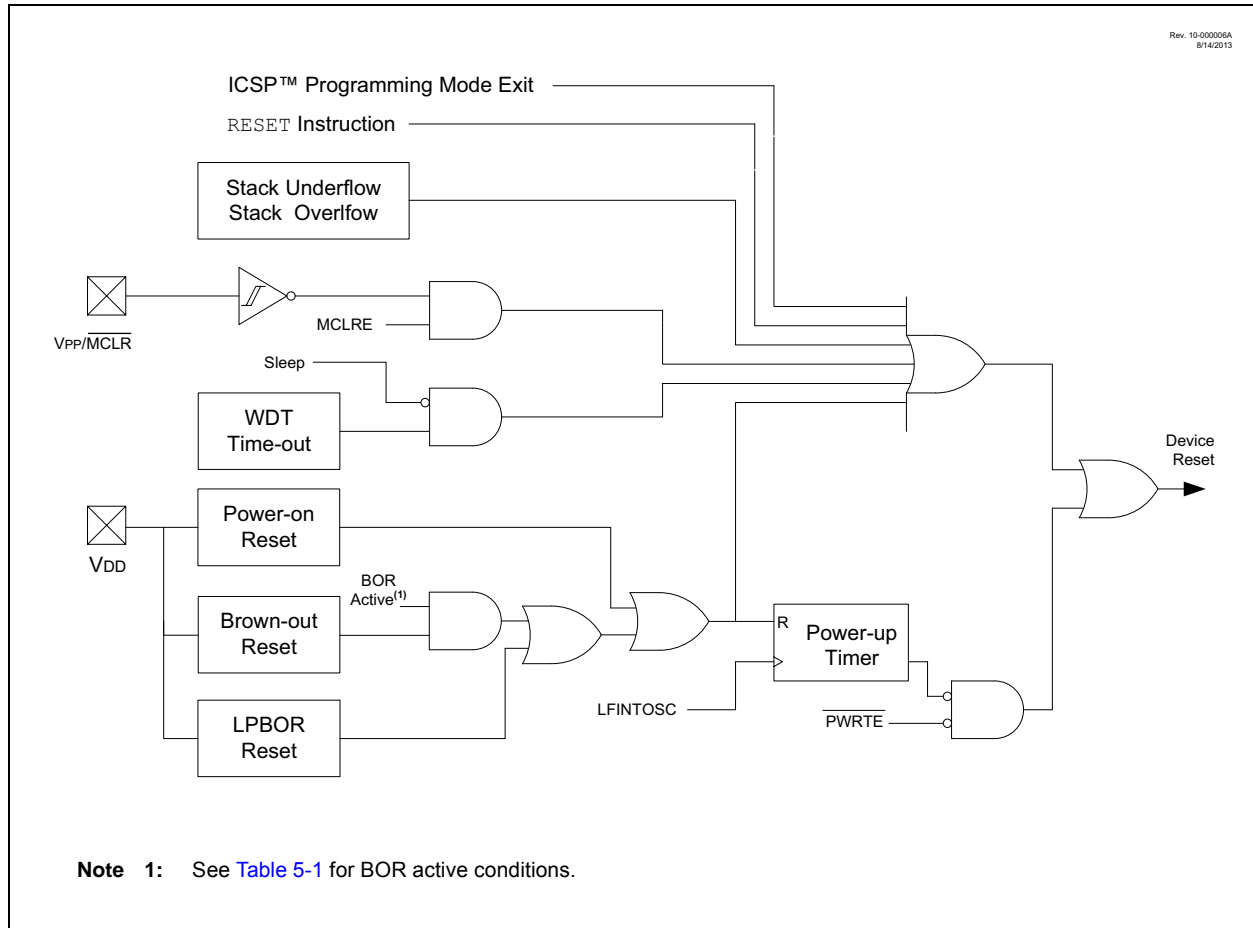 Rev. 10-000006A
8/14/2013
ICSP™ Programming Mode Exit
RESET Instruction
Stack Underflow
Stack Overlfow
VPP/MCLR
MCLRE
Sleep
WDT
Time-out
Device
Reset
VDD
Power-on
Reset
BOR
Active(1)
Brown-out
Reset
R
Power-up
Timer
LFINTOSC
PWRTE
LPBOR
Reset
Note 1: See Table 5-1 for BOR active conditions.